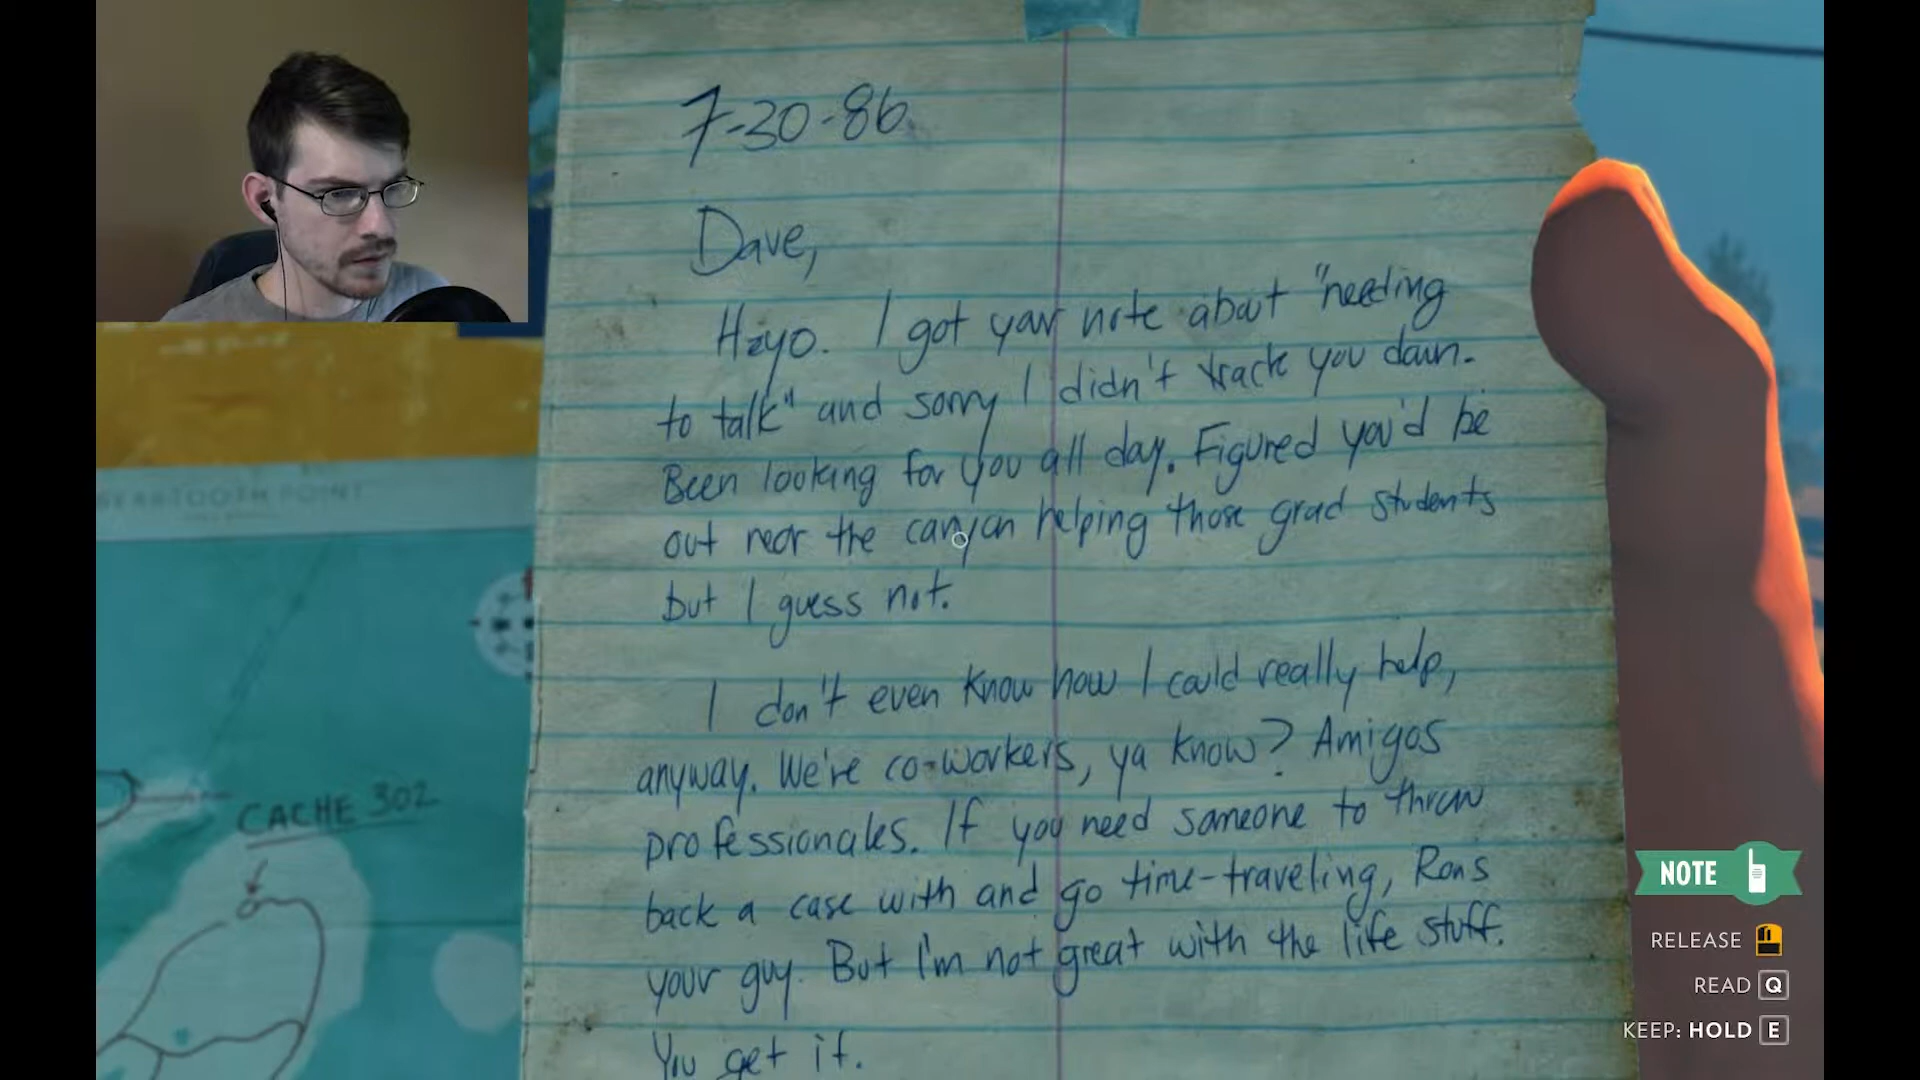 7-30-86
Dave,
Heyo. I got your note about "needing
to talk" and sorry I didn't track you down.
Been looking for you all day. Figured you'd be
out near the canyon helping those grad students
but I guess not.
I don't even know how I could really help,
anyway. We're co-workers, ya know? Amigos
professionales. If you need someone to throw
back a case with and go time-traveling, Ron's
your guy. But I'm not great with the life stuff.
You get it.
BEARTOOTH POINT
CACHE 302
NOTE
RELEASE
READ Q
KEEP: HOLD E